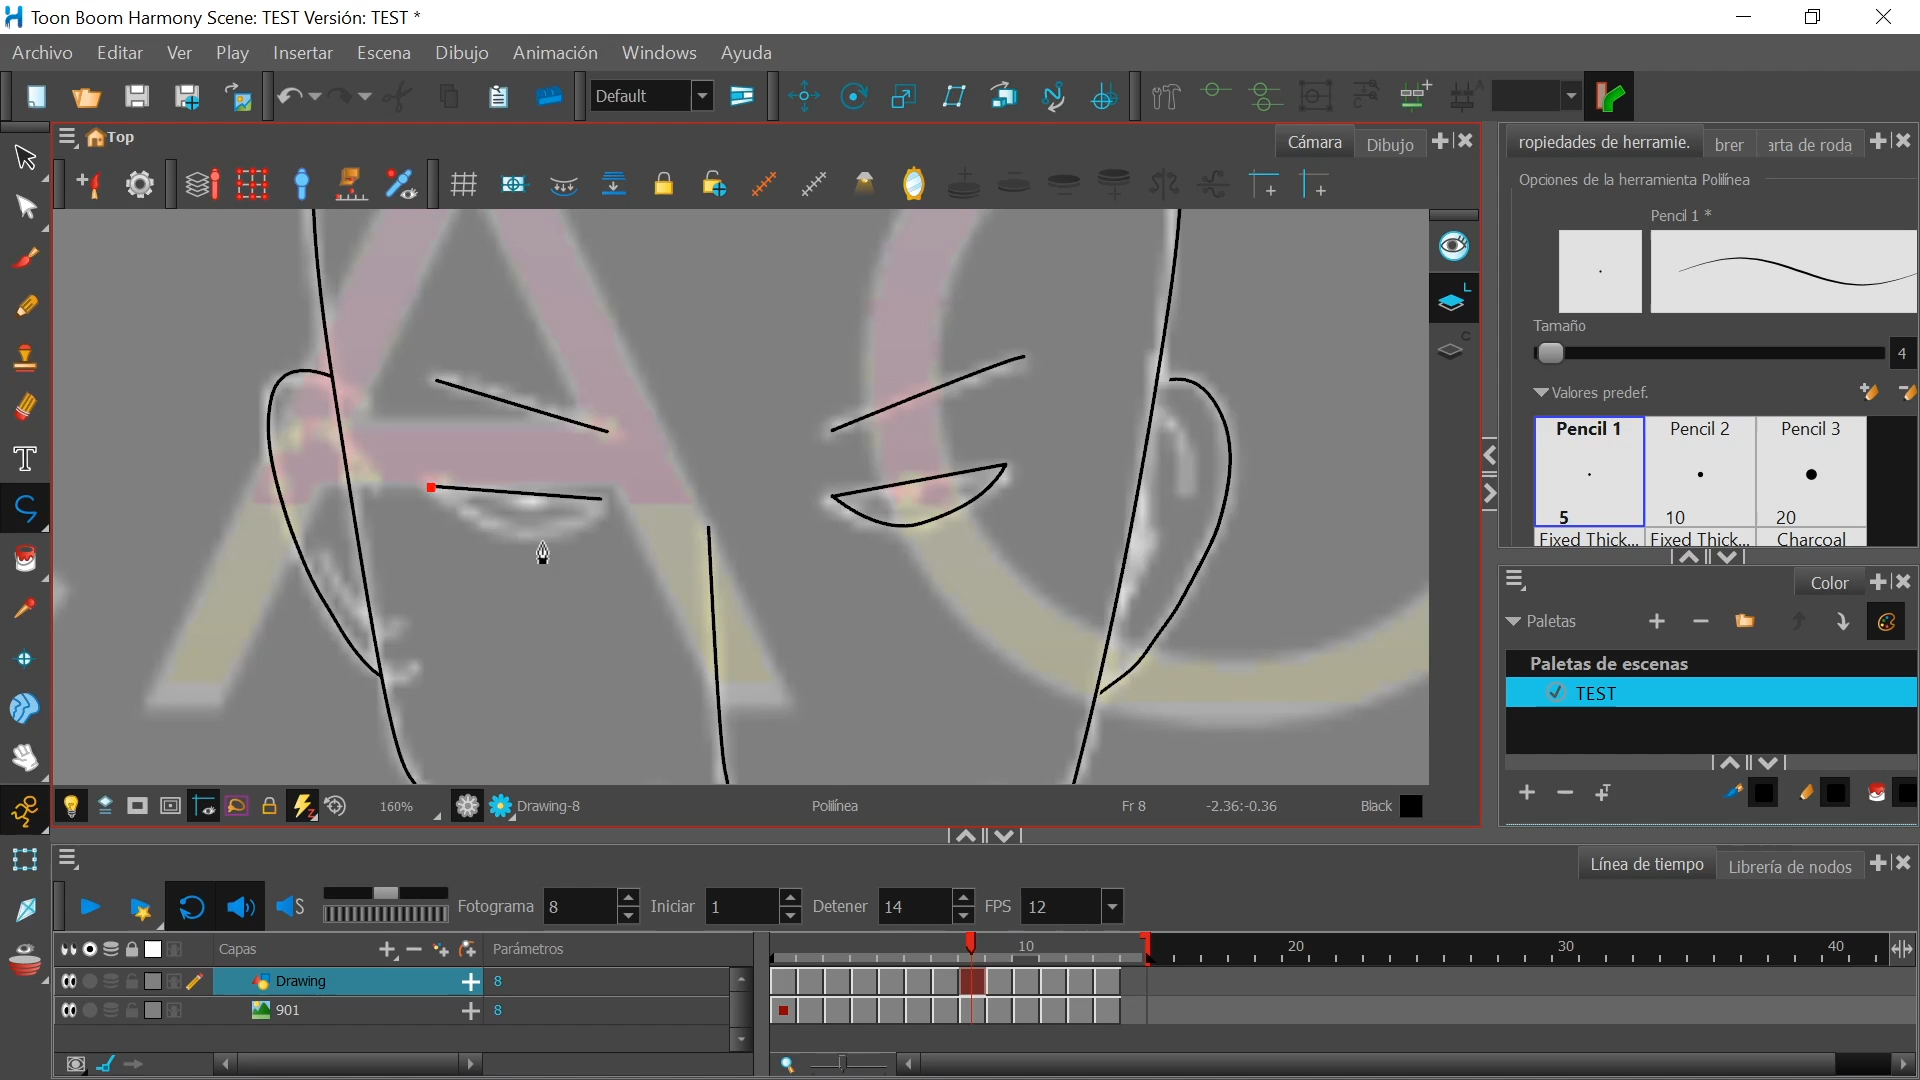 Toon Boom Harmony Scene: TEST Versión: TEST *
Archivo Editar Ver Play Insertar Escena Dibujo Animación Windows Ayuda
Default
Top
Cámara Dibujo
ropiedades de herramie. brer arta de roda
Opciones de la herramienta Polilínea
Pencil 1 *
Tamaño
4
Valores predef.
Pencil 1 Pencil 2 Pencil 3
5 10 20
Fixed Thick... Fixed Thick... Charcoal
Color
Paletas
Paletas de escenas
TEST
160% Drawing-8 Polilínea Fr 8 -2.36:-0.36 Black
Línea de tiempo Librería de nodos
Fotograma 8 Iniciar 1 Detener 14 FPS 12
Capas Parámetros 10 20 30 40
Drawing 8
901 8